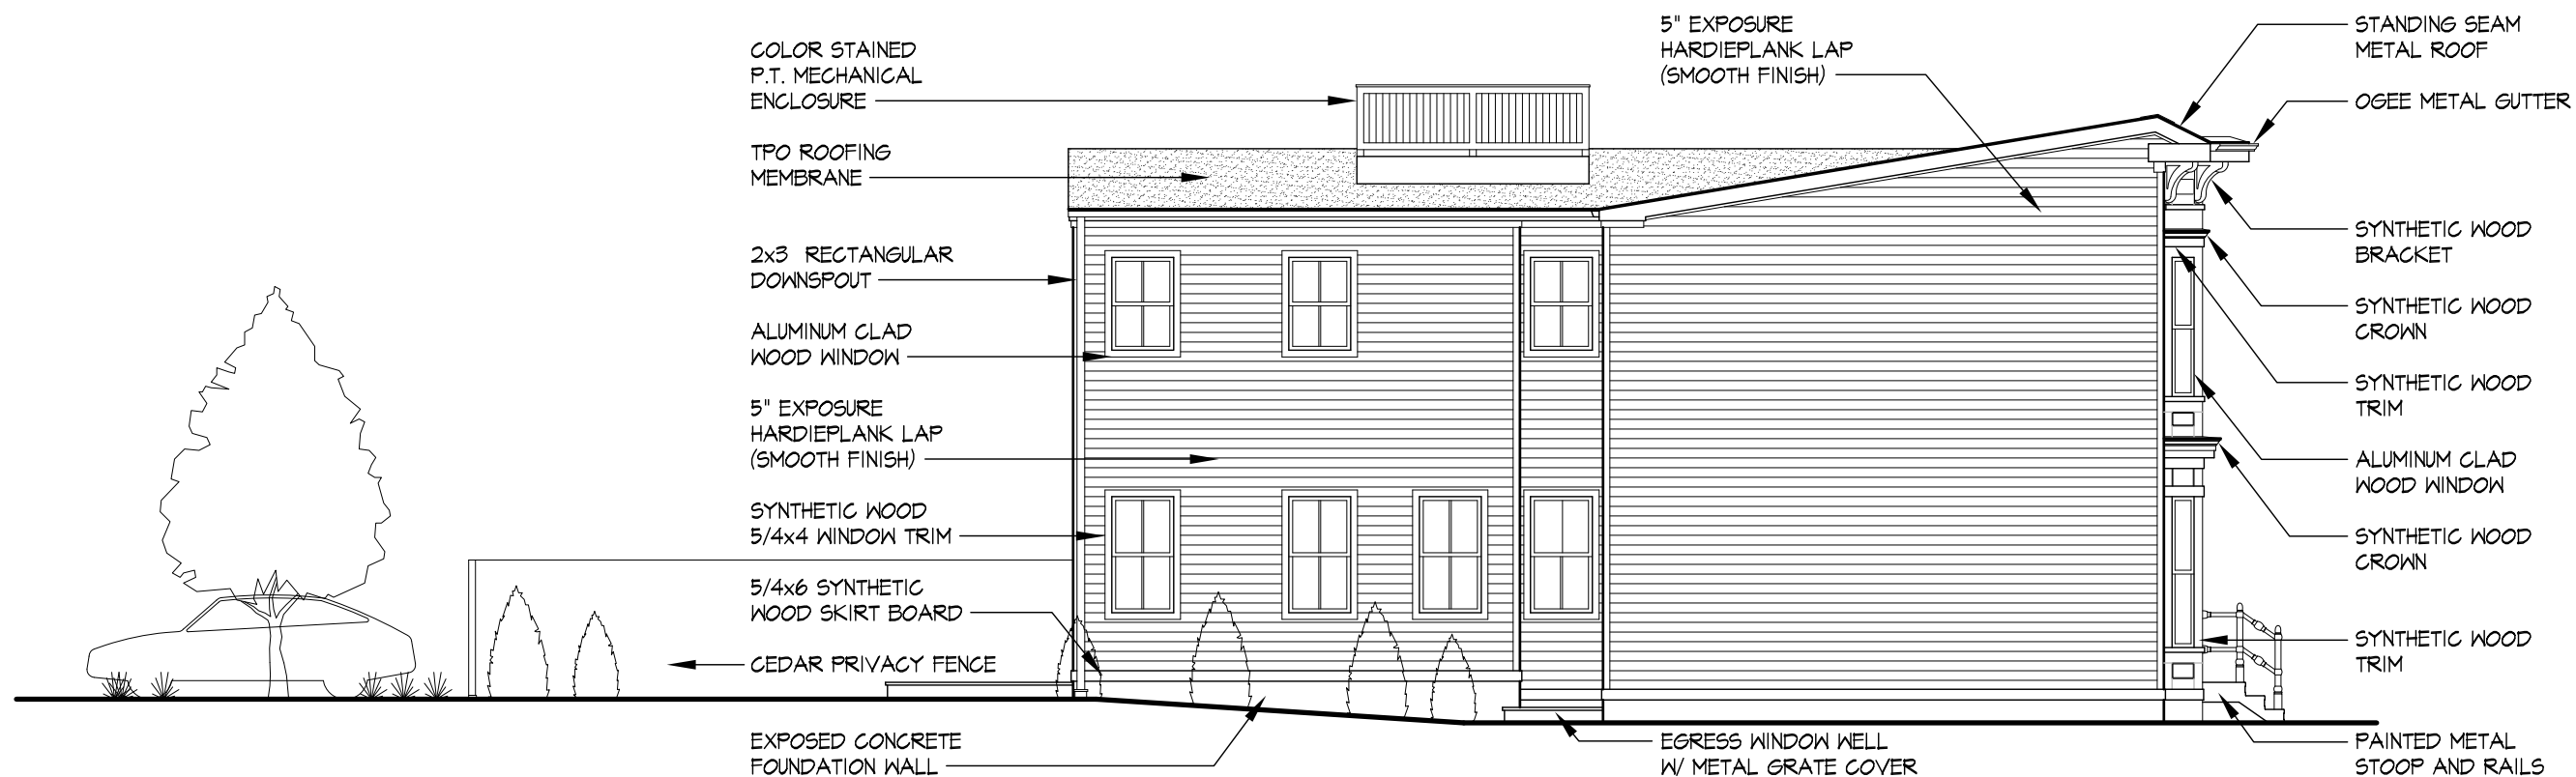 COLOR STAINED
P.T. MECHANICAL
ENCLOSURE
TPO ROOFING
MEMBRANE
2x3 RECTANGULAR
DOWNSPOUT
ALUMINUM CLAD
WOOD WINDOW
5" EXPOSURE
HARDIEPLANK LAP
(SMOOTH FINISH)
SYNTHETIC WOOD
5/4x4 WINDOW TRIM
5/4x6 SYNTHETIC
WOOD SKIRT BOARD
CEDAR PRIVACY FENCE
EXPOSED CONCRETE
FOUNDATION WALL
5" EXPOSURE
HARDIEPLANK LAP
(SMOOTH FINISH)
EGRESS WINDOW WELL
W/ METAL GRATE COVER
STANDING SEAM
METAL ROOF
OGEE METAL GUTTER
SYNTHETIC WOOD
BRACKET
SYNTHETIC WOOD
CROWN
SYNTHETIC WOOD
TRIM
ALUMINUM CLAD
WOOD WINDOW
SYNTHETIC WOOD
CROWN
SYNTHETIC WOOD
TRIM
PAINTED METAL
STOOP AND RAILS